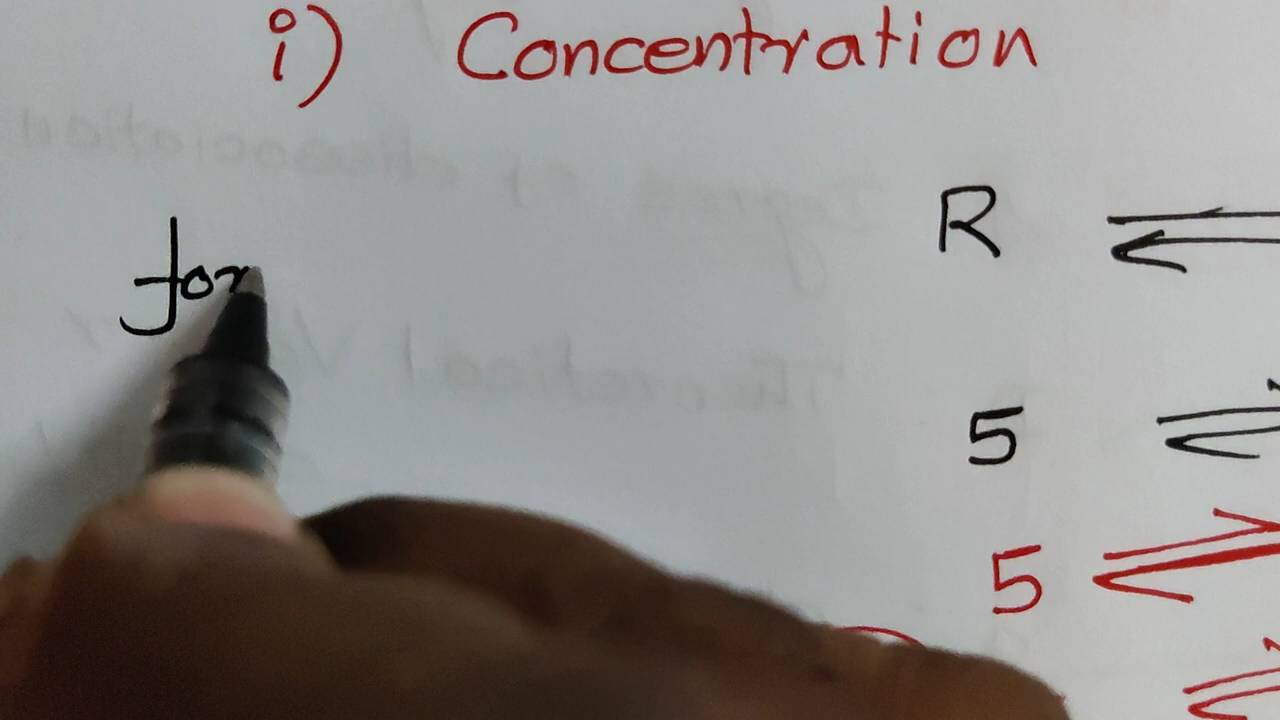 i) Concentration
for
R ⇌
5 ⇌
5 ⇌